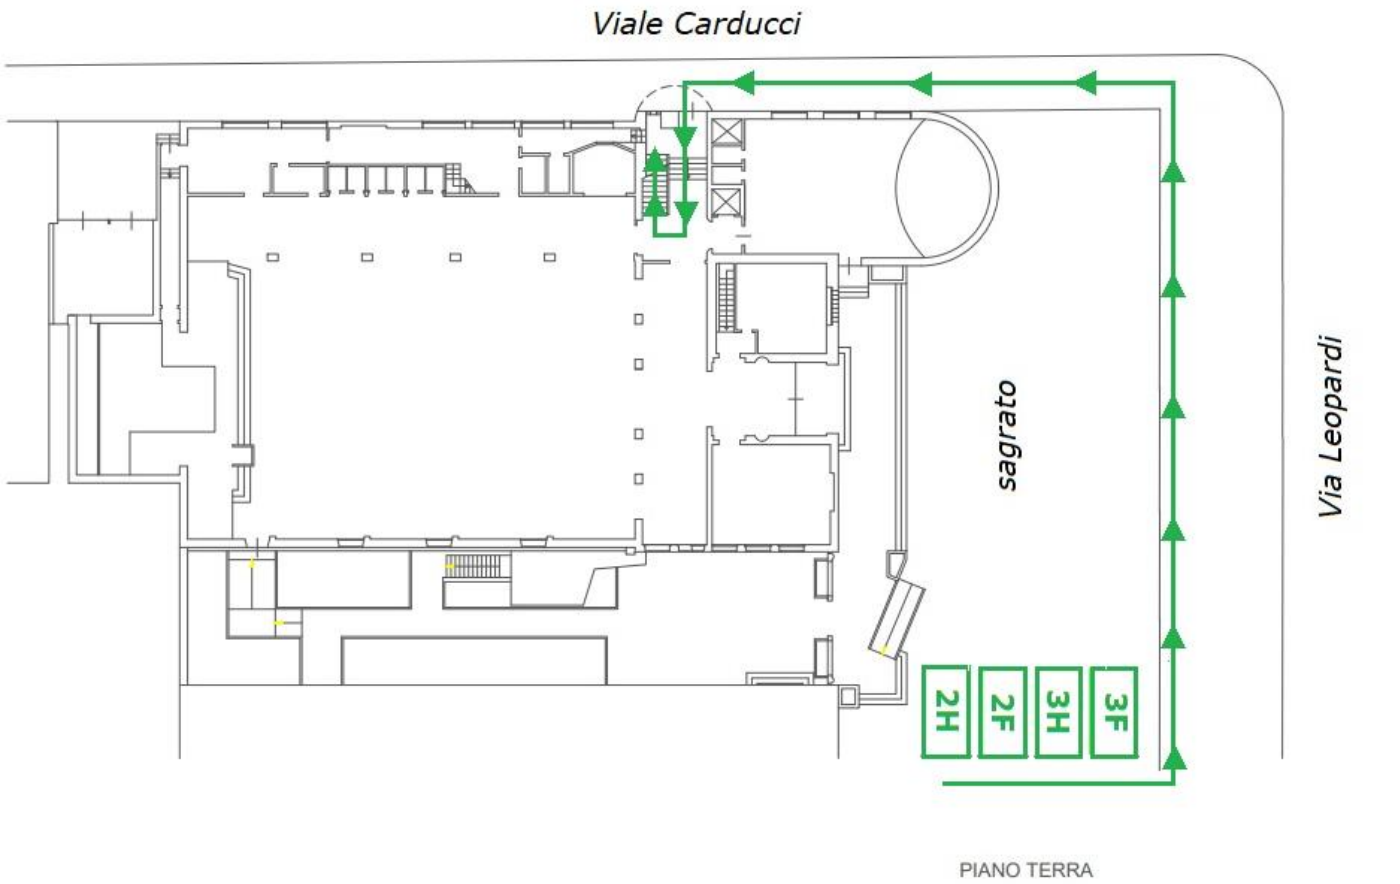 Viale Carducci
sagrato
Via Leopardi
2H
2F
3H
3F
PIANO TERRA